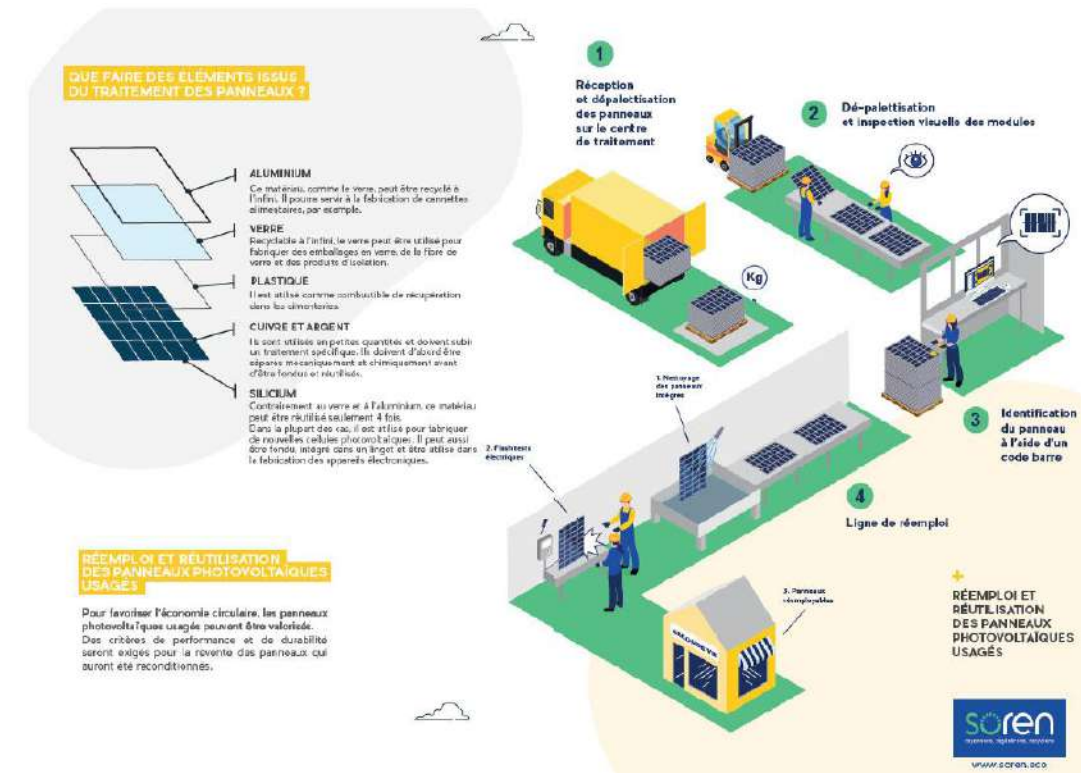 QUE FAIRE DES ÉLÉMENTS ISSUS
DU TRAITEMENT DES PANNEAUX ?
ALUMINIUM
Ce matériau, comme le verre, peut être recyclé à
l'infini. Il pourra servir à la fabrication de cannettes
alimentaires, par exemple.
VERRE
Recyclable à l'infini, le verre peut être utilisé pour
fabriquer des emballages en verre, de la fibre de
verre et des produits d'isolation.
PLASTIQUE
Il est utilisé comme combustible de récupération
dans les cimenteries.
CUIVRE ET ARGENT
Ils sont utilisés en petites quantités et doivent subir
un traitement spécifique. Ils doivent d'abord être
séparés mécaniquement et chimiquement avant
d'être fondus et réutilisés.
SILICIUM
Contrairement au verre et à l'aluminium, ce matériau
peut être réutilisé seulement 4 fois.
Dans la plupart des cas, il est utilisé pour fabriquer
de nouvelles cellules photovoltaïques. Il peut aussi
être fondu, intégré dans un lingot et être utilisé dans
la fabrication des appareils électroniques.
RÉEMPLOI ET RÉUTILISATION
DES PANNEAUX PHOTOVOLTAÏQUES
USAGÉS
Pour favoriser l'économie circulaire, les panneaux
photovoltaïques usagés peuvent être valorisés.
Des critères de performance et de durabilité
seront exigés pour la revente des panneaux qui
auront été reconditionnés.
1
Réception
et dépalettisation
des panneaux
sur le centre
de traitement
2
Dé-palettisation
et inspection visuelle des modules
Kg
3
Identification
du panneau
à l'aide d'un
code barre
4
Ligne de réemploi
1. Nettoyage
des panneaux
intègres
2. Flashtests
électriques
3. Panneaux
réemployables
+
RÉEMPLOI ET
RÉUTILISATION
DES PANNEAUX
PHOTOVOLTAÏQUES
USAGÉS
soren
www.soren.eco